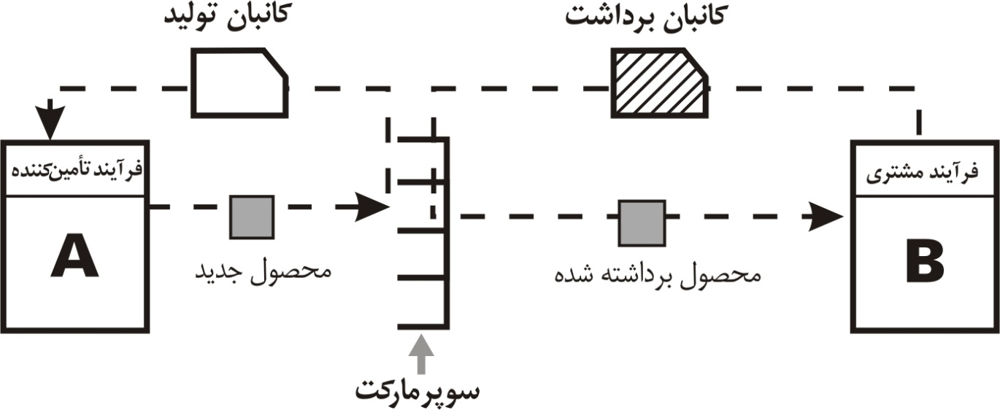 کانبان برداشت
کانبان تولید
فرآیند مشتری
فرآیند تأمین‌کننده
B
A
محصول برداشته شده
محصول جدید
سوپرمارکت